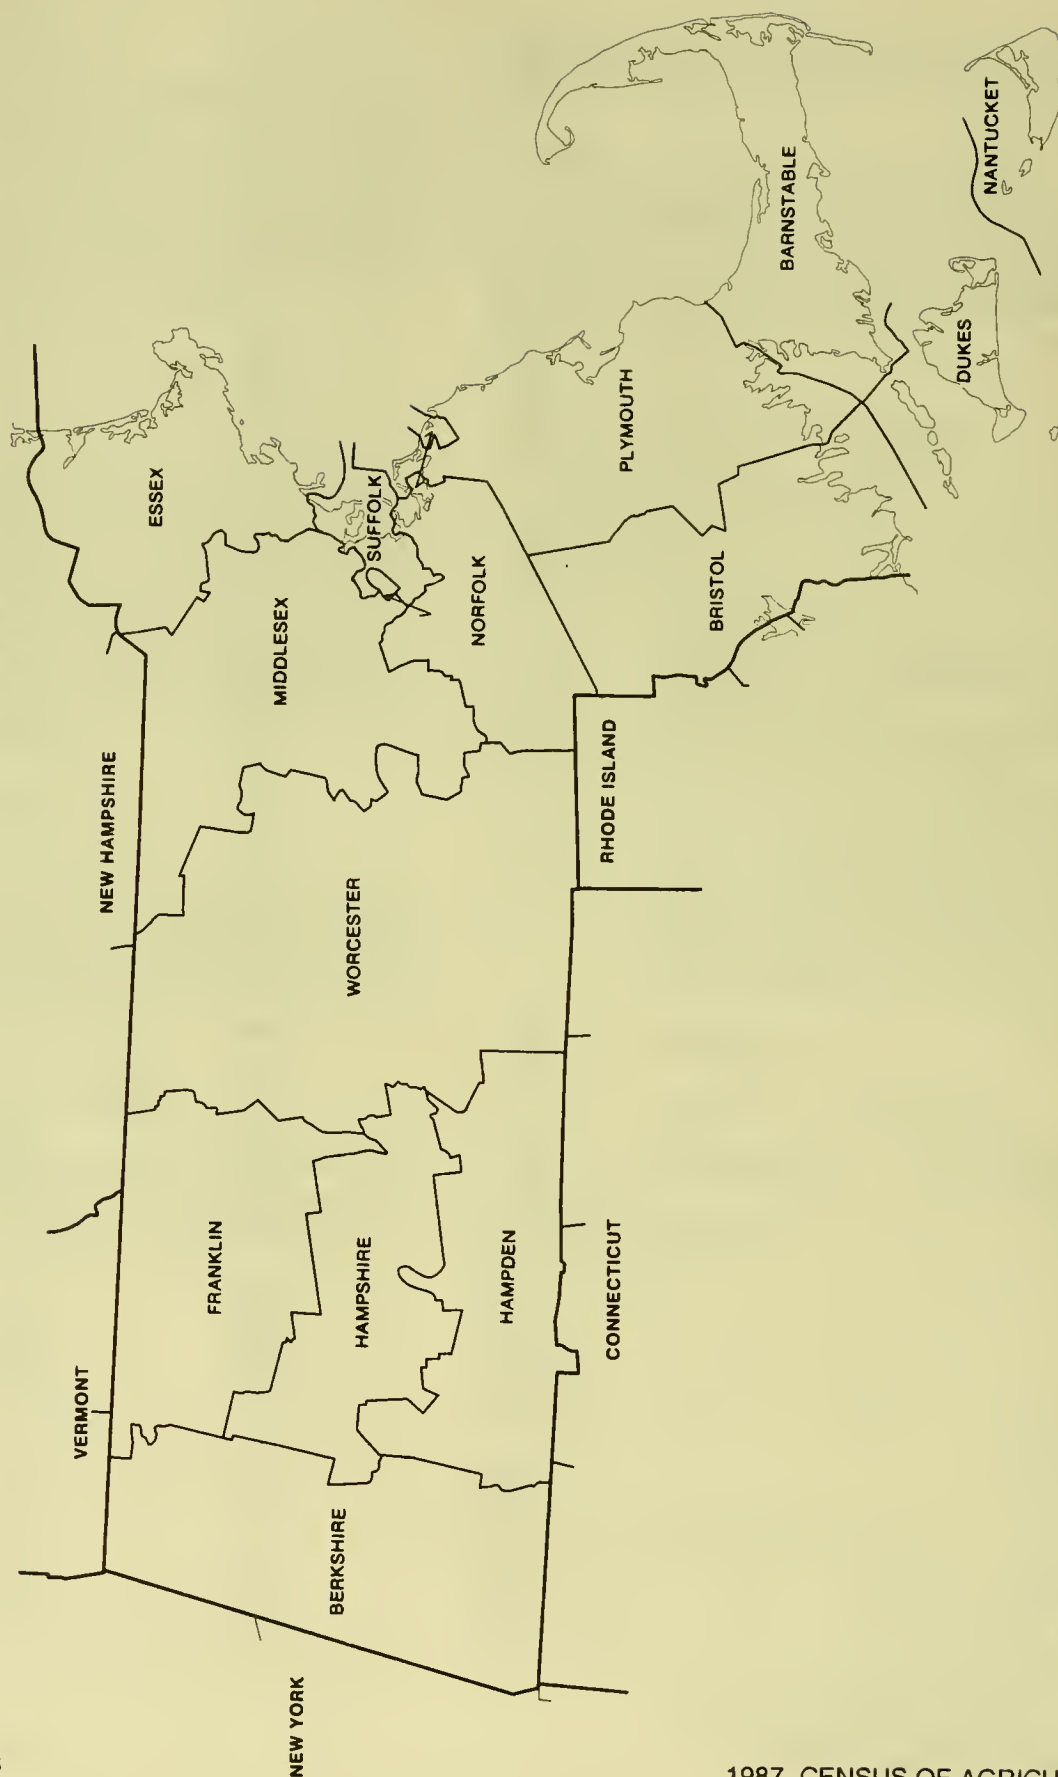 NEW YORK
VERMONT
NEW HAMPSHIRE
BERKSHIRE
FRANKLIN
HAMPSHIRE
HAMPDEN
WORCESTER
MIDDLESEX
ESSEX
SUFFOLK
NORFOLK
BRISTOL
PLYMOUTH
BARNSTABLE
DUKES
NANTUCKET
CONNECTICUT
RHODE ISLAND
1987 CENSUS OF AGRICU